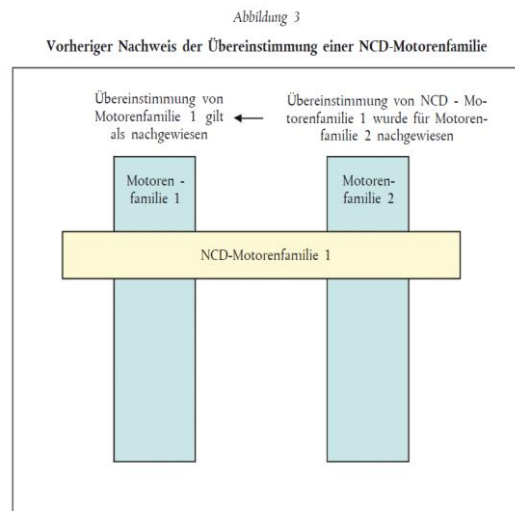 Abbildung 3
Vorheriger Nachweis der Übereinstimmung einer NCD-Motorenfamilie
Übereinstimmung von
Motorenfamilie 1 gilt
als nachgewiesen
Übereinstimmung von NCD - Mo-
torenfamilie 1 wurde für Motoren-
familie 2 nachgewiesen
Motoren -
familie 1
Motoren-
familie 2
NCD-Motorenfamilie 1